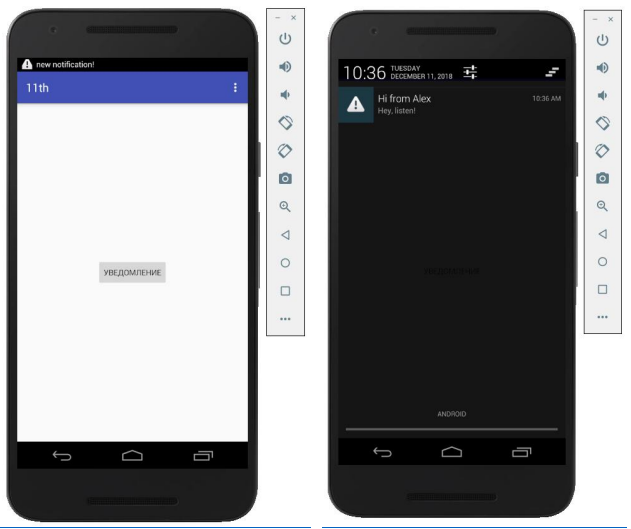 new notification!
11th
УВЕДОМЛЕНИЕ
10:36 TUESDAY
DECEMBER 11, 2018
Hi from Alex 10:36 AM
Hey, listen!
УВЕДОМЛЕНИЕ
ANDROID